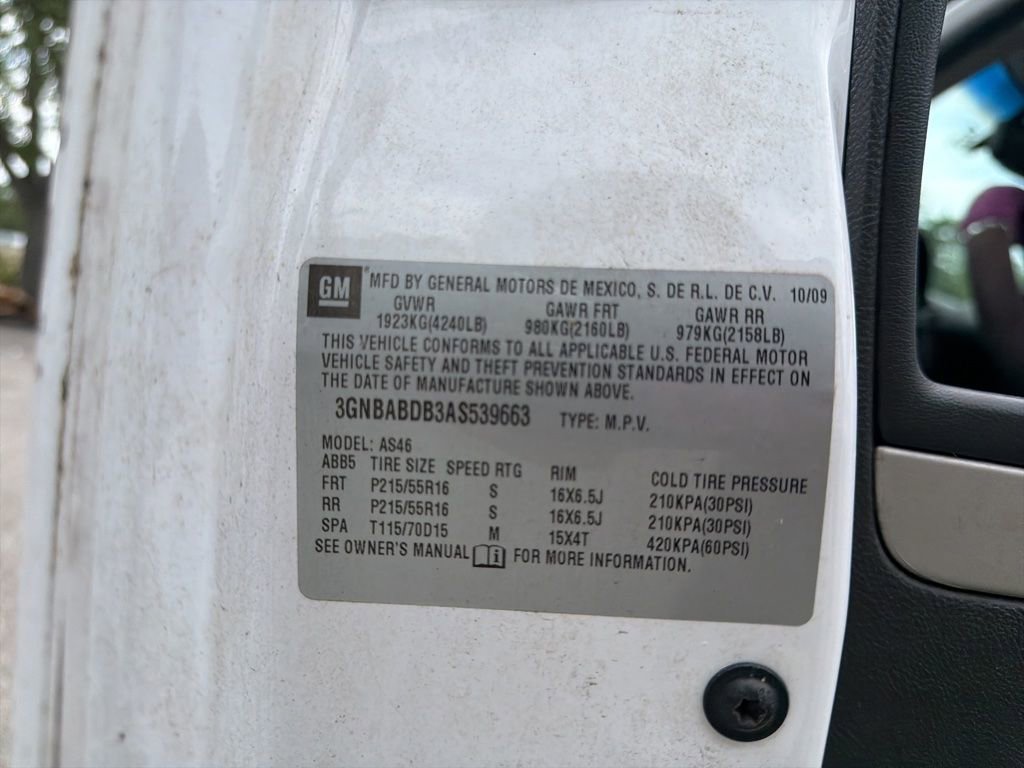 GM ® MFD BY GENERAL MOTORS DE MEXICO, S. DE R.L. DE C.V. 10/09
GVWR GAWR FRT GAWR RR
1923KG(4240LB) 980KG(2160LB) 979KG(2158LB)
THIS VEHICLE CONFORMS TO ALL APPLICABLE U.S. FEDERAL MOTOR
VEHICLE SAFETY AND THEFT PREVENTION STANDARDS IN EFFECT ON
THE DATE OF MANUFACTURE SHOWN ABOVE.
3GNBABDB3AS539663 TYPE: M.P.V.
MODEL: AS46
ABB5 TIRE SIZE SPEED RTG RIM COLD TIRE PRESSURE
FRT P215/55R16 S 16X6.5J 210KPA(30PSI)
RR P215/55R16 S 16X6.5J 210KPA(30PSI)
SPA T115/70D15 M 15X4T 420KPA(60PSI)
SEE OWNER'S MANUAL i FOR MORE INFORMATION.